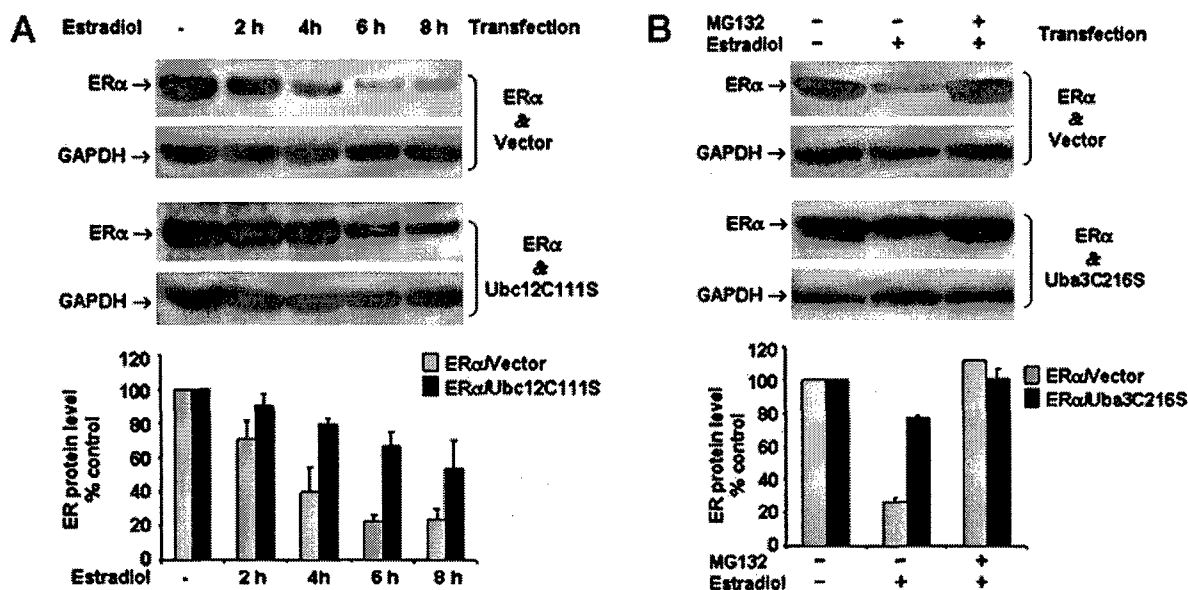 A
Estradiol - 2 h 4h 6 h 8 h Transfection
ERα→
GAPDH →
ERα
&
Vector
ERα→
GAPDH→
ERα
&
Ubc12C111S
120
100
80
60
40
20
0
ER protein level
% control
ERα/Vector
ERα/Ubc12C111S
Estradiol - 2 h 4h 6 h 8 h
B
MG132 – – +
Estradiol – + +
Transfection
ERα →
GAPDH→
ERα
&
Vector
ERα→
GAPDH→
ERα
&
Uba3C216S
120
100
80
60
40
20
0
ER protein level
% control
ERα/Vector
ERα/Uba3C216S
MG132 – – +
Estradiol – + +